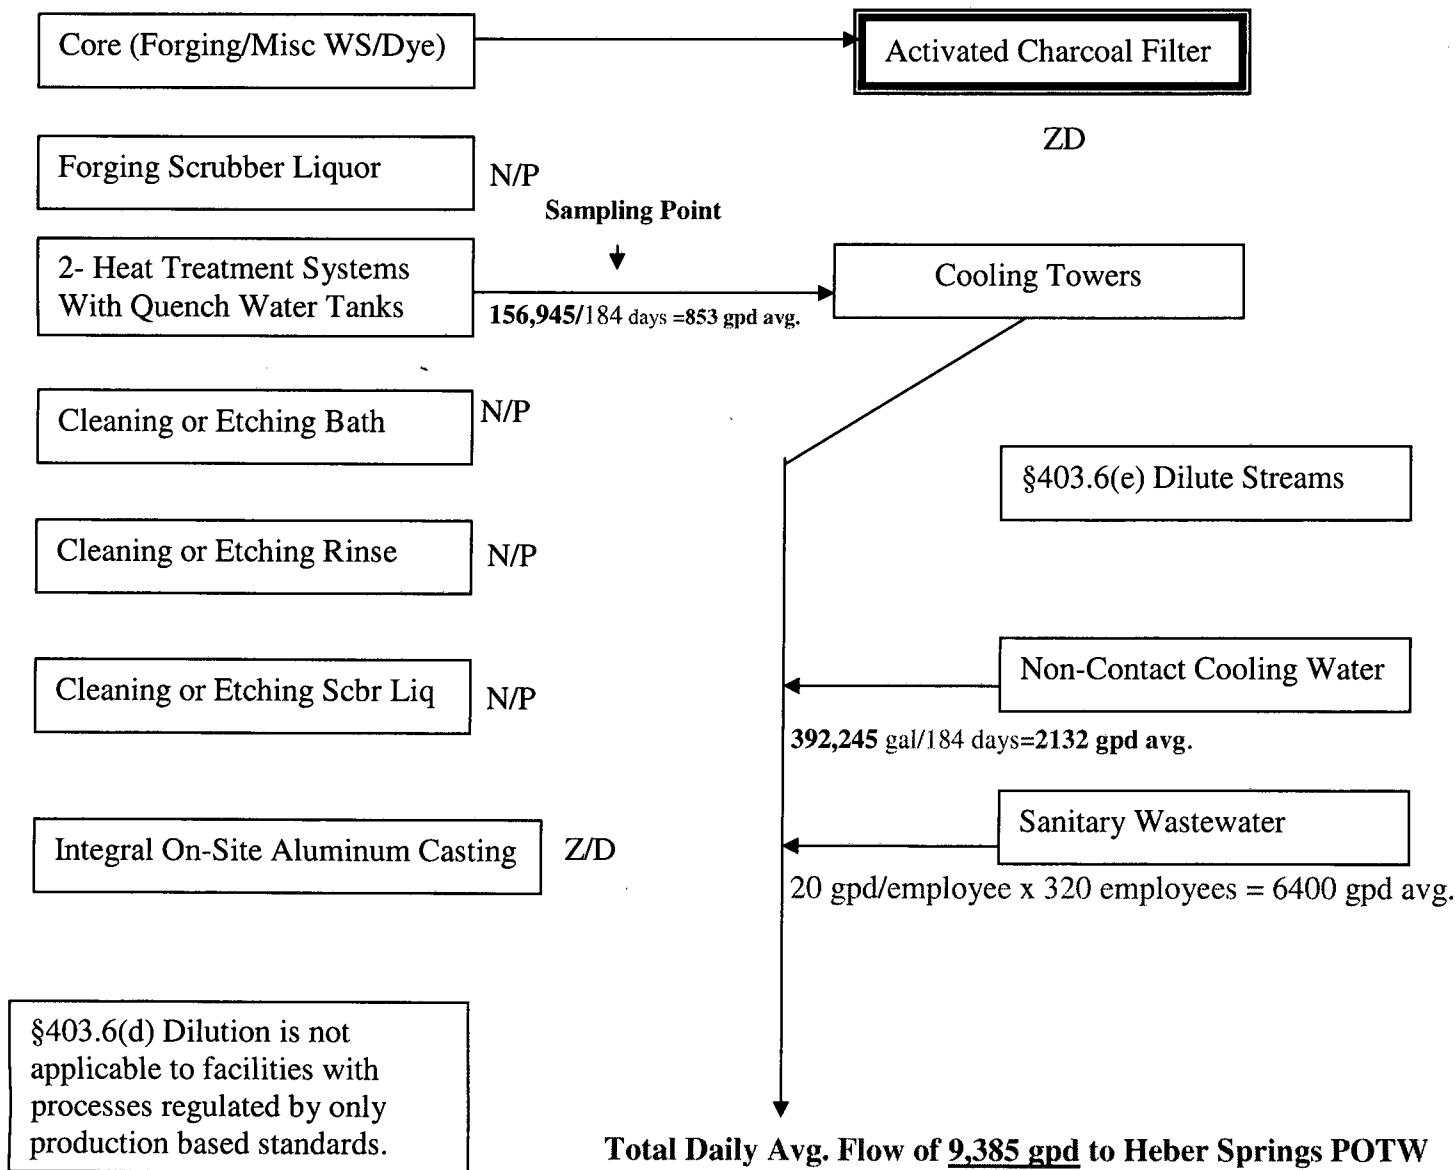 Core (Forging/Misc WS/Dye)
Activated Charcoal Filter
ZD
Forging Scrubber Liquor
N/P
Sampling Point
2- Heat Treatment Systems
With Quench Water Tanks
156,945/184 days =853 gpd avg.
Cooling Towers
Cleaning or Etching Bath
N/P
§403.6(e) Dilute Streams
Cleaning or Etching Rinse
N/P
Non-Contact Cooling Water
Cleaning or Etching Scbr Liq
N/P
392,245 gal/184 days=2132 gpd avg.
Sanitary Wastewater
Integral On-Site Aluminum Casting
Z/D
20 gpd/employee x 320 employees = 6400 gpd avg.
§403.6(d) Dilution is not
applicable to facilities with
processes regulated by only
production based standards.
Total Daily Avg. Flow of 9,385 gpd to Heber Springs POTW